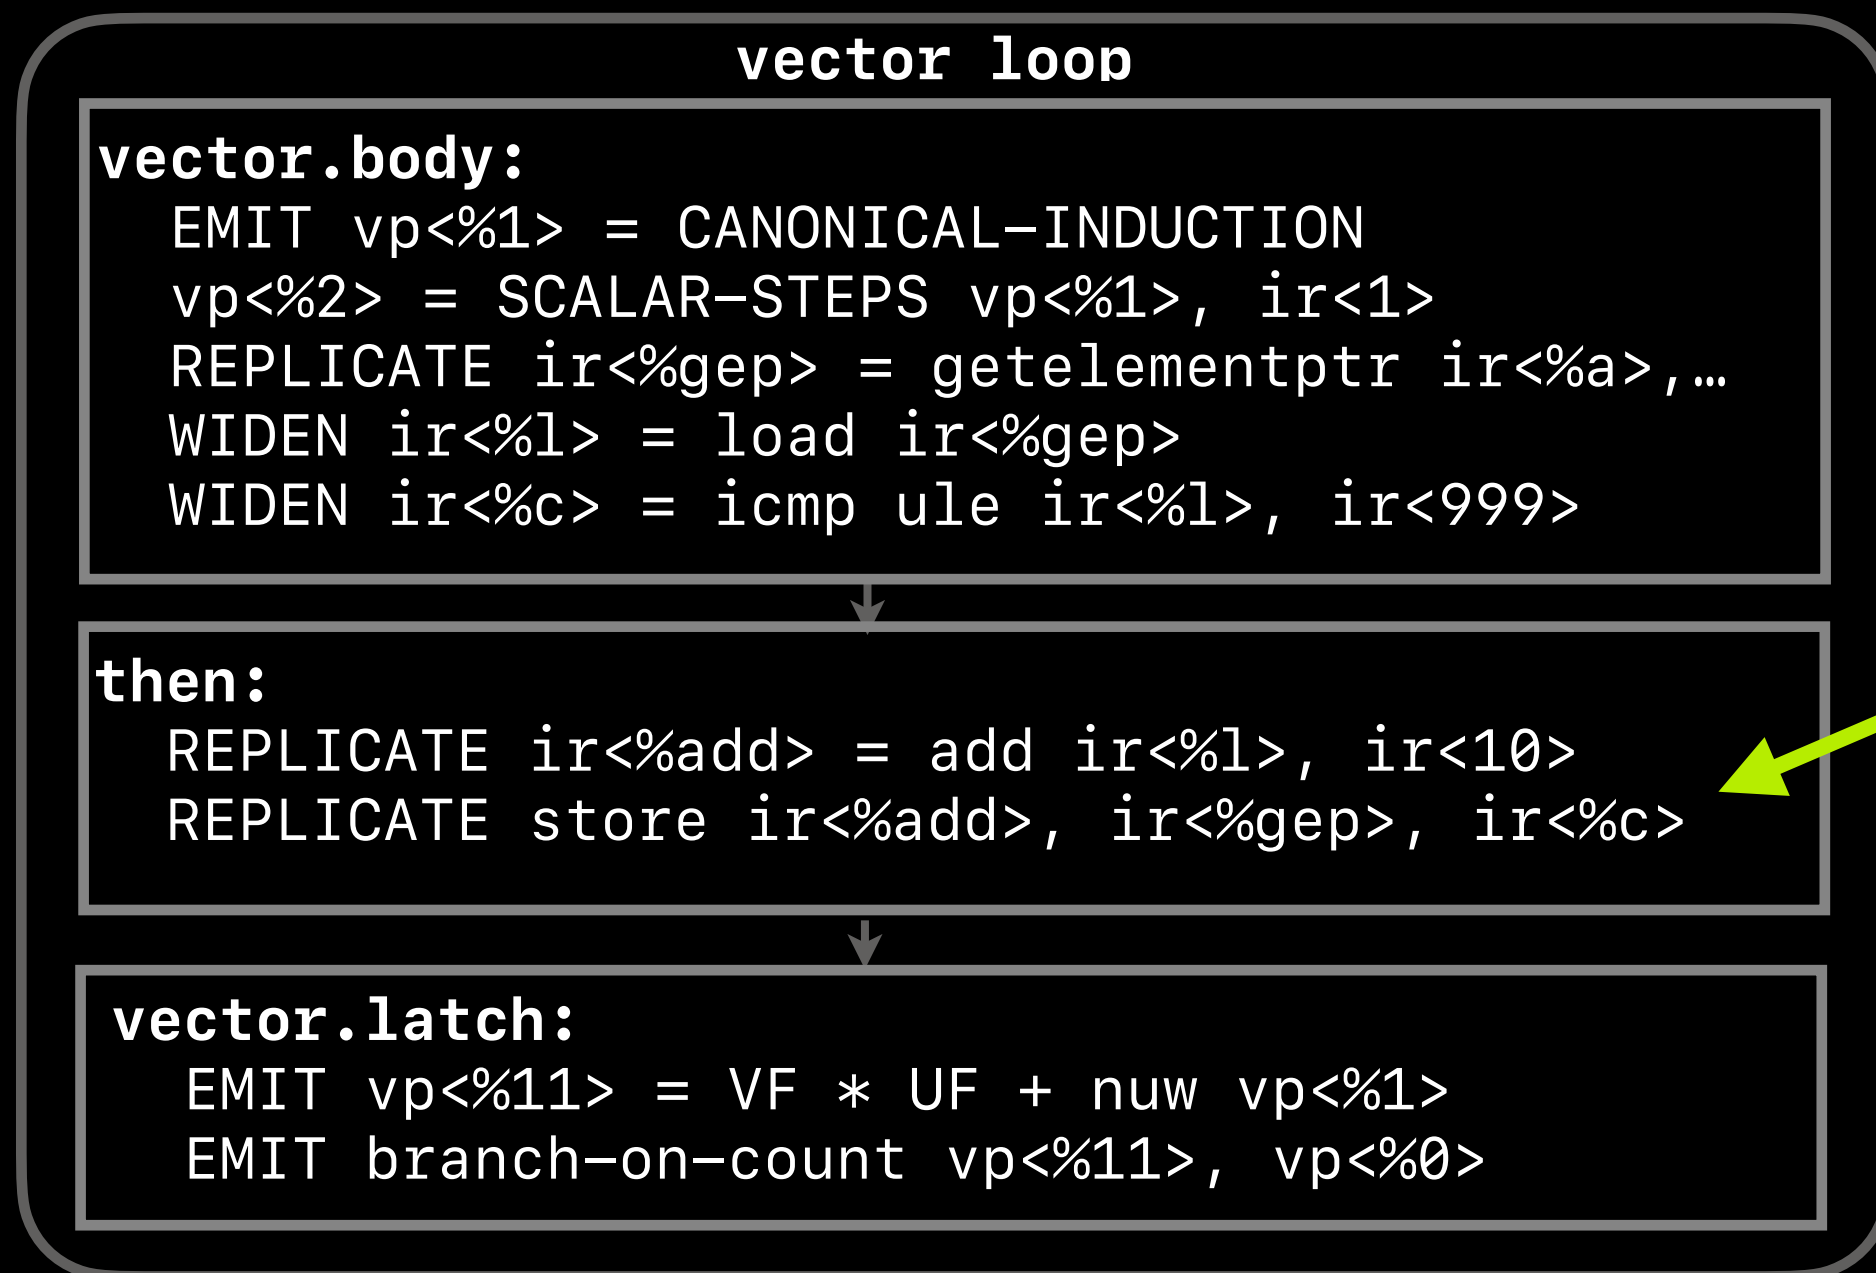 vector loop
vector.body:
EMIT vp<%1> = CANONICAL-INDUCTION
vp<%2> = SCALAR-STEPS vp<%1>, ir<1>
REPLICATE ir<%gep> = getelementptr ir<%a>,…
WIDEN ir<%l> = load ir<%gep>
WIDEN ir<%c> = icmp ule ir<%l>, ir<999>
then:
REPLICATE ir<%add> = add ir<%l>, ir<10>
REPLICATE store ir<%add>, ir<%gep>, ir<%c>
vector.latch:
EMIT vp<%11> = VF * UF + nuw vp<%1>
EMIT branch-on-count vp<%11>, vp<%0>